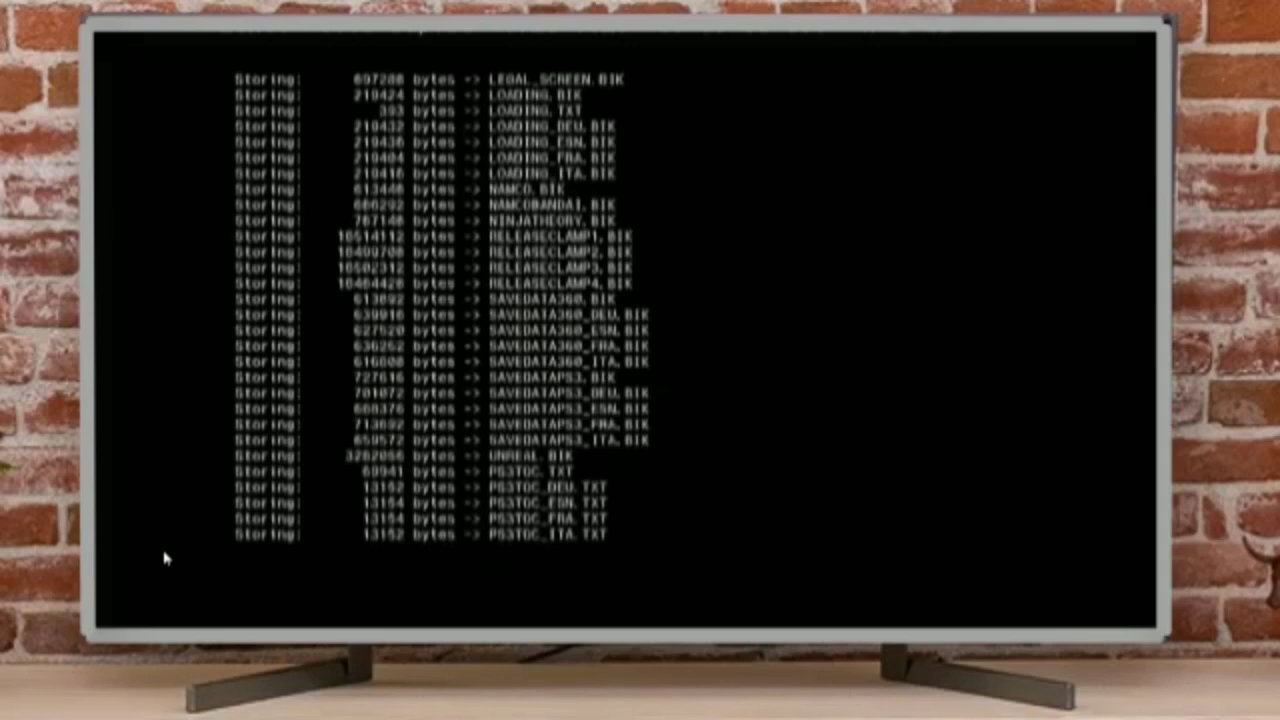 Storing: 697288 bytes -> LEGAL_SCREEN.BIK
Storing: 219424 bytes -> LOADING.BIK
Storing: 393 bytes -> LOADING.TXT
Storing: 219432 bytes -> LOADING_DEU.BIK
Storing: 219436 bytes -> LOADING_ESN.BIK
Storing: 219404 bytes -> LOADING_FRA.BIK
Storing: 219416 bytes -> LOADING_ITA.BIK
Storing: 613448 bytes -> NAMCO.BIK
Storing: bytes -> NAMCOBANDAI.BIK
Storing: 767148 bytes -> NINJATHEORY.BIK
Storing: bytes -> RELEASECLAMP1.BIK
Storing: bytes -> RELEASECLAMP2.BIK
Storing: bytes -> RELEASECLAMP3.BIK
Storing: bytes -> RELEASECLAMP4.BIK
Storing: 613892 bytes -> SAVEDATA360.BIK
Storing: 639916 bytes -> SAVEDATA360_DEU.BIK
Storing: 627520 bytes -> SAVEDATA360_ESN.BIK
Storing: 636252 bytes -> SAVEDATA360_FRA.BIK
Storing: 616608 bytes -> SAVEDATA360_ITA.BIK
Storing: 727616 bytes -> SAVEDATAPS3.BIK
Storing: 701072 bytes -> SAVEDATAPS3_DEU.BIK
Storing: bytes -> SAVEDATAPS3_ESN.BIK
Storing: 713692 bytes -> SAVEDATAPS3_FRA.BIK
Storing: 659572 bytes -> SAVEDATAPS3_ITA.BIK
Storing: bytes -> UNREAL.BIK
Storing: 69941 bytes -> PS3TOC.TXT
Storing: 13152 bytes -> PS3TOC_DEU.TXT
Storing: 13154 bytes -> PS3TOC_ESN.TXT
Storing: 13154 bytes -> PS3TOC_FRA.TXT
Storing: 13152 bytes -> PS3TOC_ITA.TXT